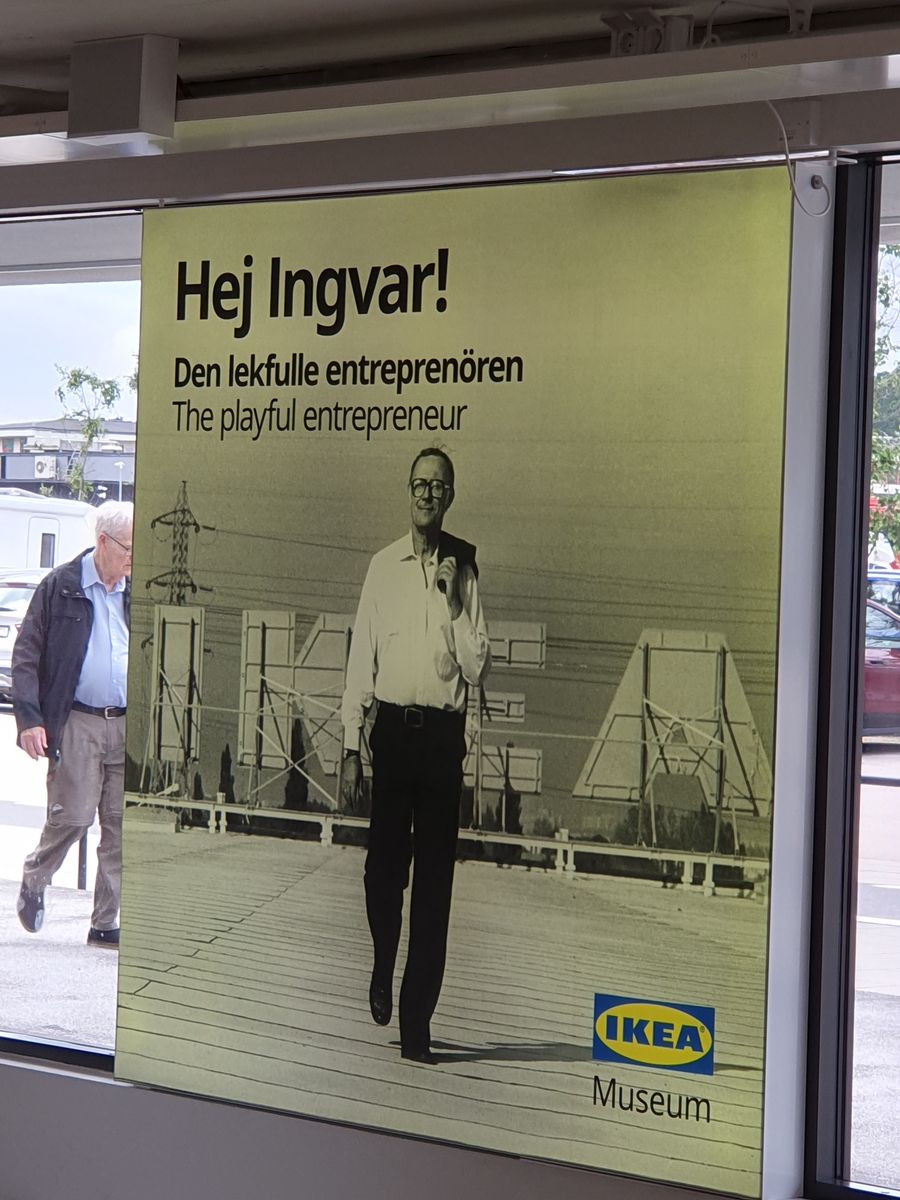 Hej Ingvar!
Den lekfulle entreprenören
The playful entrepreneur
IKEA®
Museum